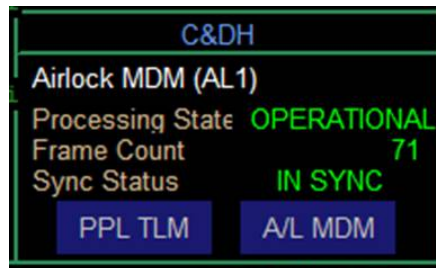 C&DH
Airlock MDM (AL1)
Processing State OPERATIONAL
Frame Count 71
Sync Status IN SYNC
PPL TLM A/L MDM